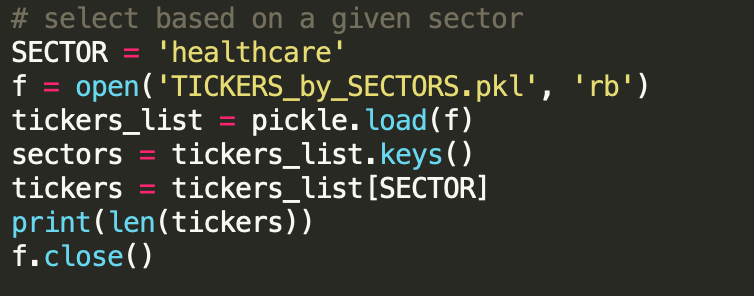 # select based on a given sector
SECTOR = 'healthcare'
f = open('TICKERS_by_SECTORS.pkl', 'rb')
tickers_list = pickle.load(f)
sectors = tickers_list.keys()
tickers = tickers_list[SECTOR]
print(len(tickers))
f.close()